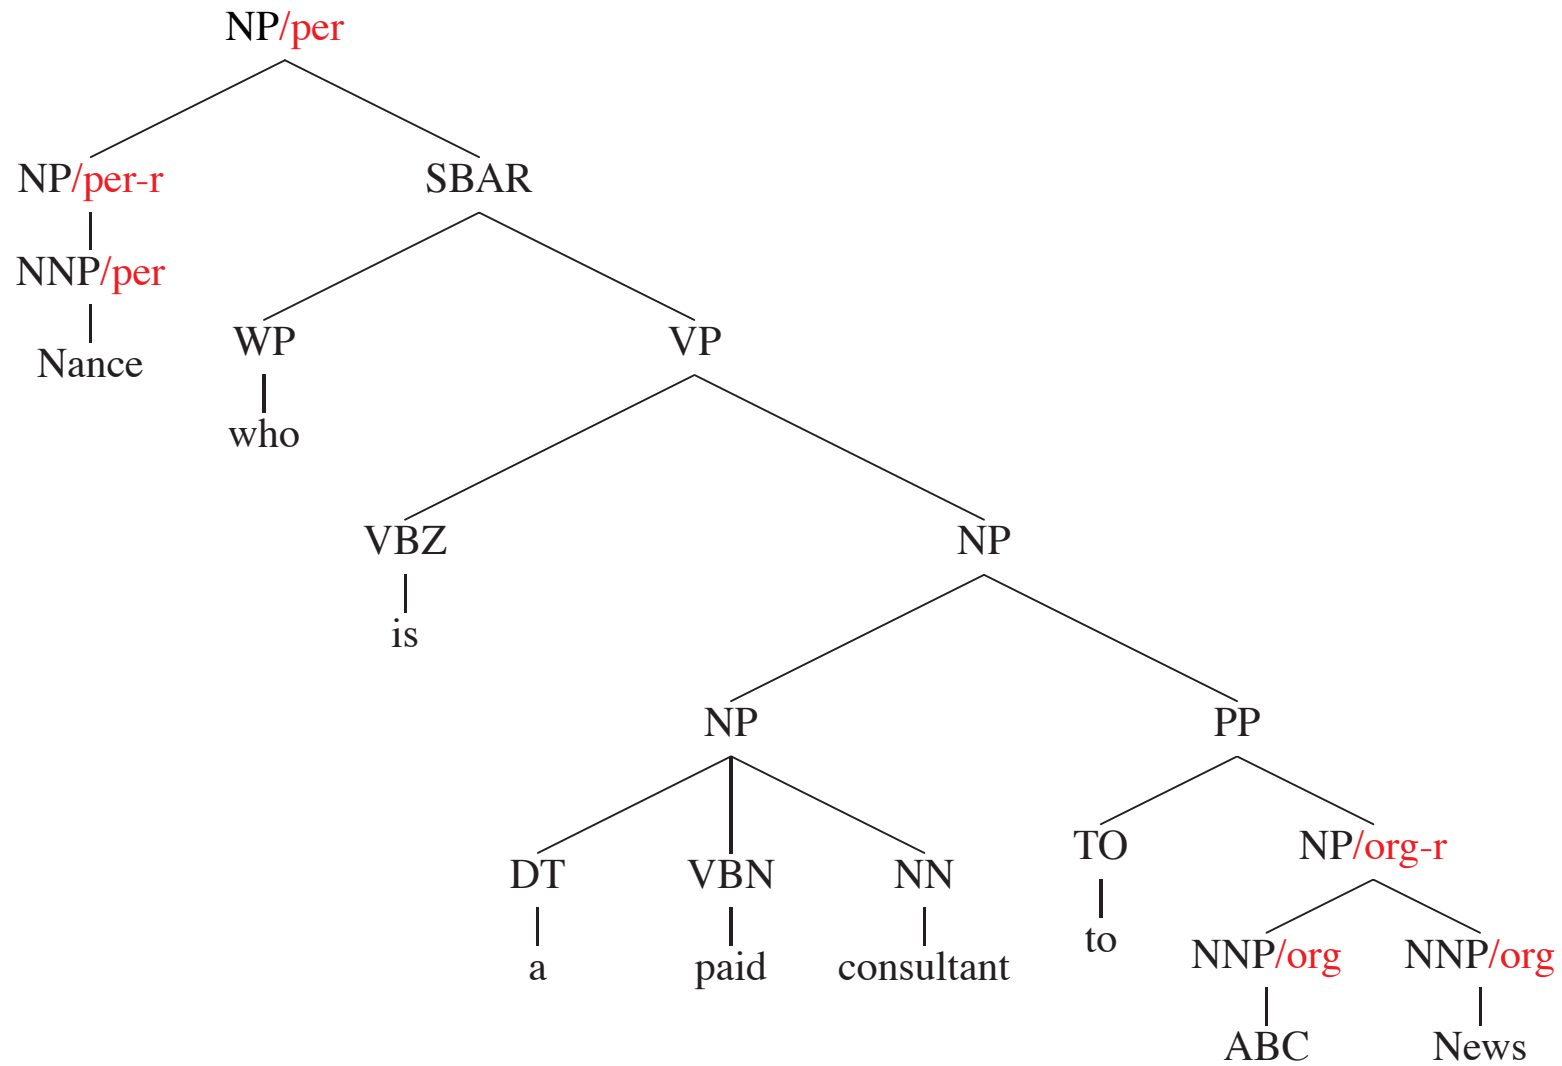 NP/per
NP/per-r SBAR
NNP/per
WP VP
Nance
who
VBZ NP
is
NP PP
TO NP/org-r
DT VBN NN
to
NNP/org NNP/org
a paid consultant
ABC News